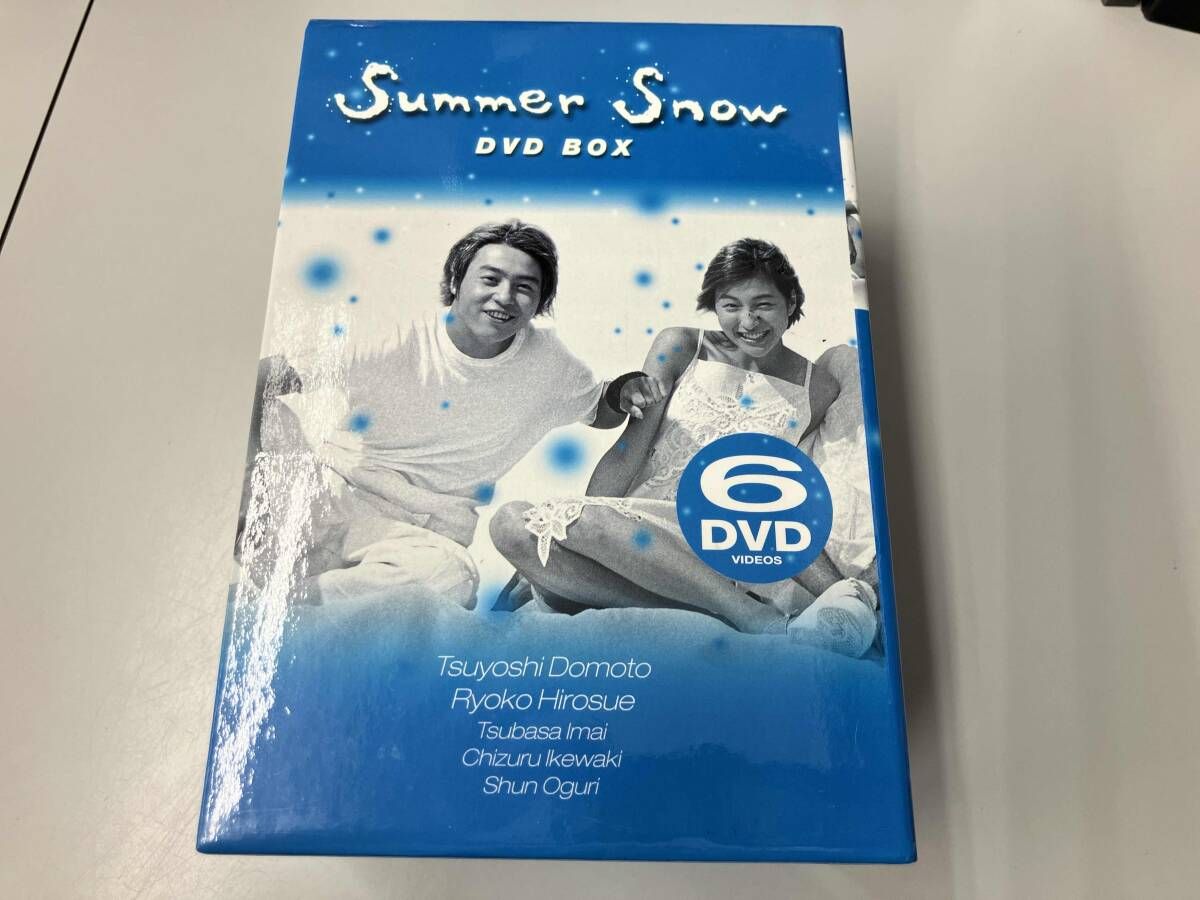 Summer Snow
DVD BOX
6
DVD
VIDEOS
Tsuyoshi Domoto
Ryoko Hirosue
Tsubasa Imai
Chizuru Ikewaki
Shun Oguri